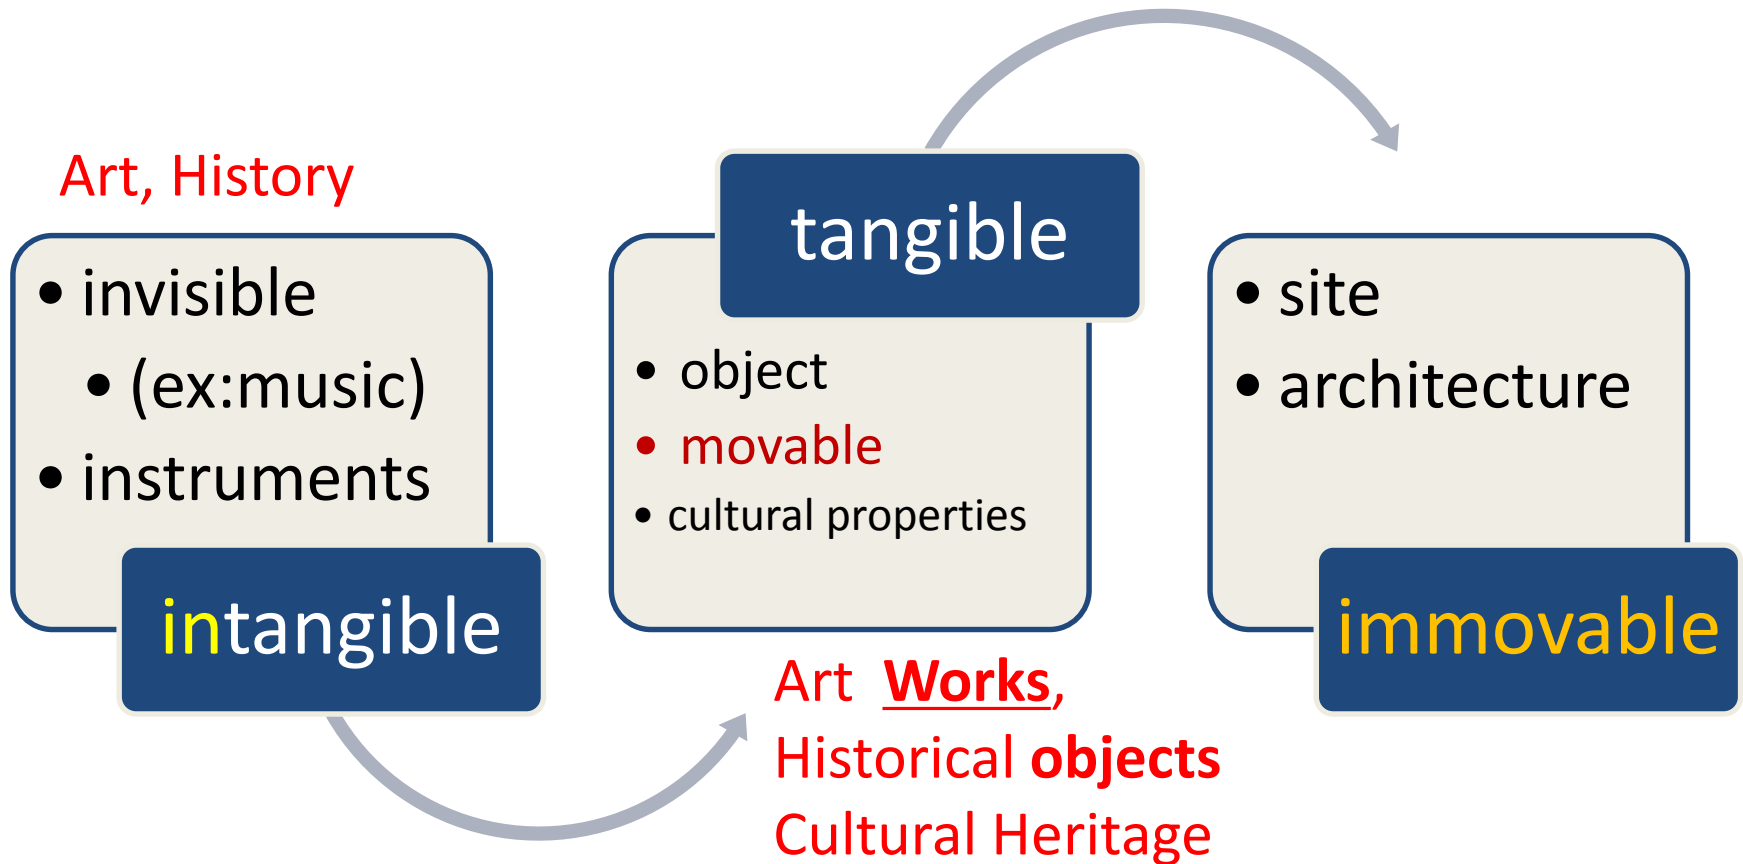 Art, History
• invisible
• (ex:music)
• instruments
intangible
tangible
• object
• movable
• cultural properties
Art Works,
Historical objects
Cultural Heritage
• site
• architecture
immovable